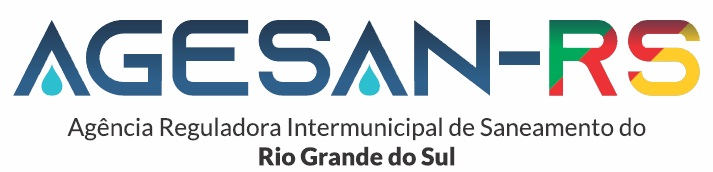 AGESAN-RS
Agência Reguladora Intermunicipal de Saneamento do
Rio Grande do Sul